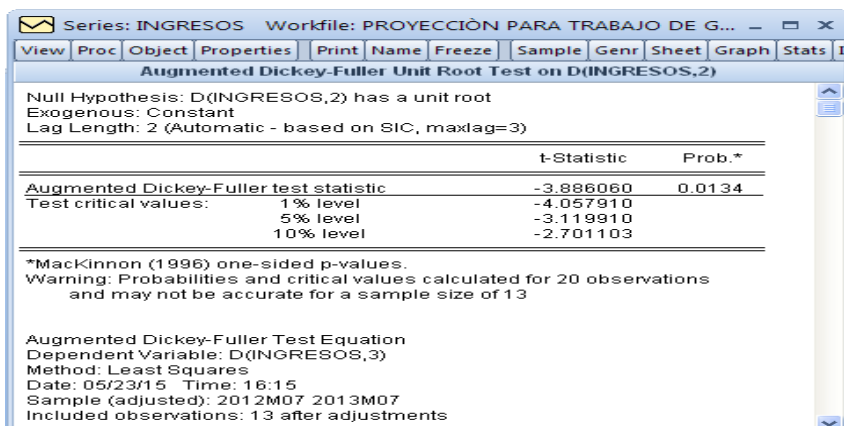 Series: INGRESOS Workfile: PROYECCIÒN PARA TRABAJO DE G...
View Proc Object Properties Print Name Freeze Sample Genr Sheet Graph Stats I
Augmented Dickey-Fuller Unit Root Test on D(INGRESOS,2)
Null Hypothesis: D(INGRESOS,2) has a unit root
Exogenous: Constant
Lag Length: 2 (Automatic - based on SIC, maxlag=3)
t-Statistic Prob.*
Augmented Dickey-Fuller test statistic -3.886060 0.0134
Test critical values: 1% level -4.057910
5% level -3.119910
10% level -2.701103
*MacKinnon (1996) one-sided p-values.
Warning: Probabilities and critical values calculated for 20 observations
and may not be accurate for a sample size of 13
Augmented Dickey-Fuller Test Equation
Dependent Variable: D(INGRESOS,3)
Method: Least Squares
Date: 05/23/15 Time: 16:15
Sample (adjusted): 2012M07 2013M07
Included observations: 13 after adjustments